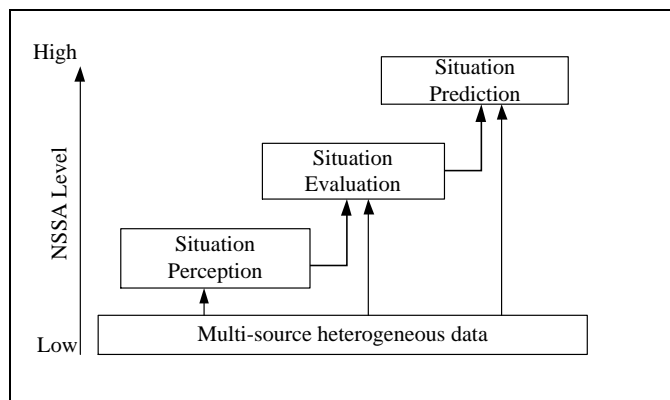 High
Situation
Prediction
Situation
Evaluation
NSSA Level
Situation
Perception
Multi-source heterogeneous data
Low